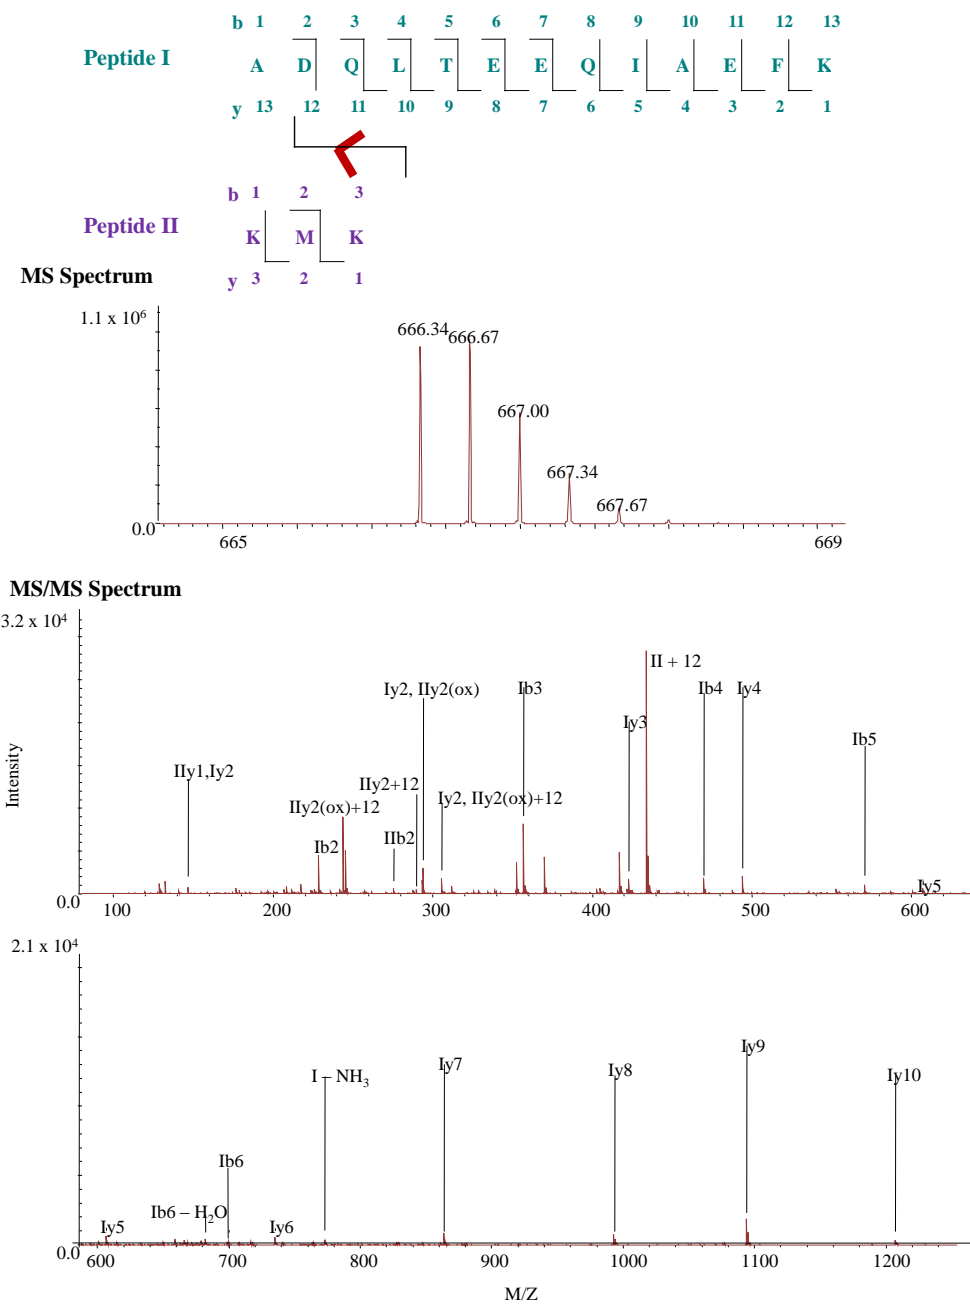 b 1 2 3 4 5 6 7 8 9 10 11 12 13
Peptide I A D Q L T E E Q I A E F K
y 13 12 11 10 9 8 7 6 5 4 3 2 1
b 1 2 3
Peptide II K M K
y 3 2 1
MS Spectrum
1.1 x 10⁶
666.34
666.67
667.00
667.34
667.67
0.0
665 669
MS/MS Spectrum
3.2 x 10⁴
II + 12
Iy2, IIy2(ox) Ib3 Ib4 Iy4
Iy3
Ib5
IIy1,Iy2
IIy2+12
IIy2(ox)+12 Iy2, IIy2(ox)+12
Ib2 IIb2
Iy5
Intensity
0.0
100 200 300 400 500 600
2.1 x 10⁴
Iy9
Iy7
Iy8
I – NH₃ Iy10
Ib6
Ib6 – H₂O
Iy5 Iy6
0.0
600 700 800 900 1000 1100 1200
M/Z